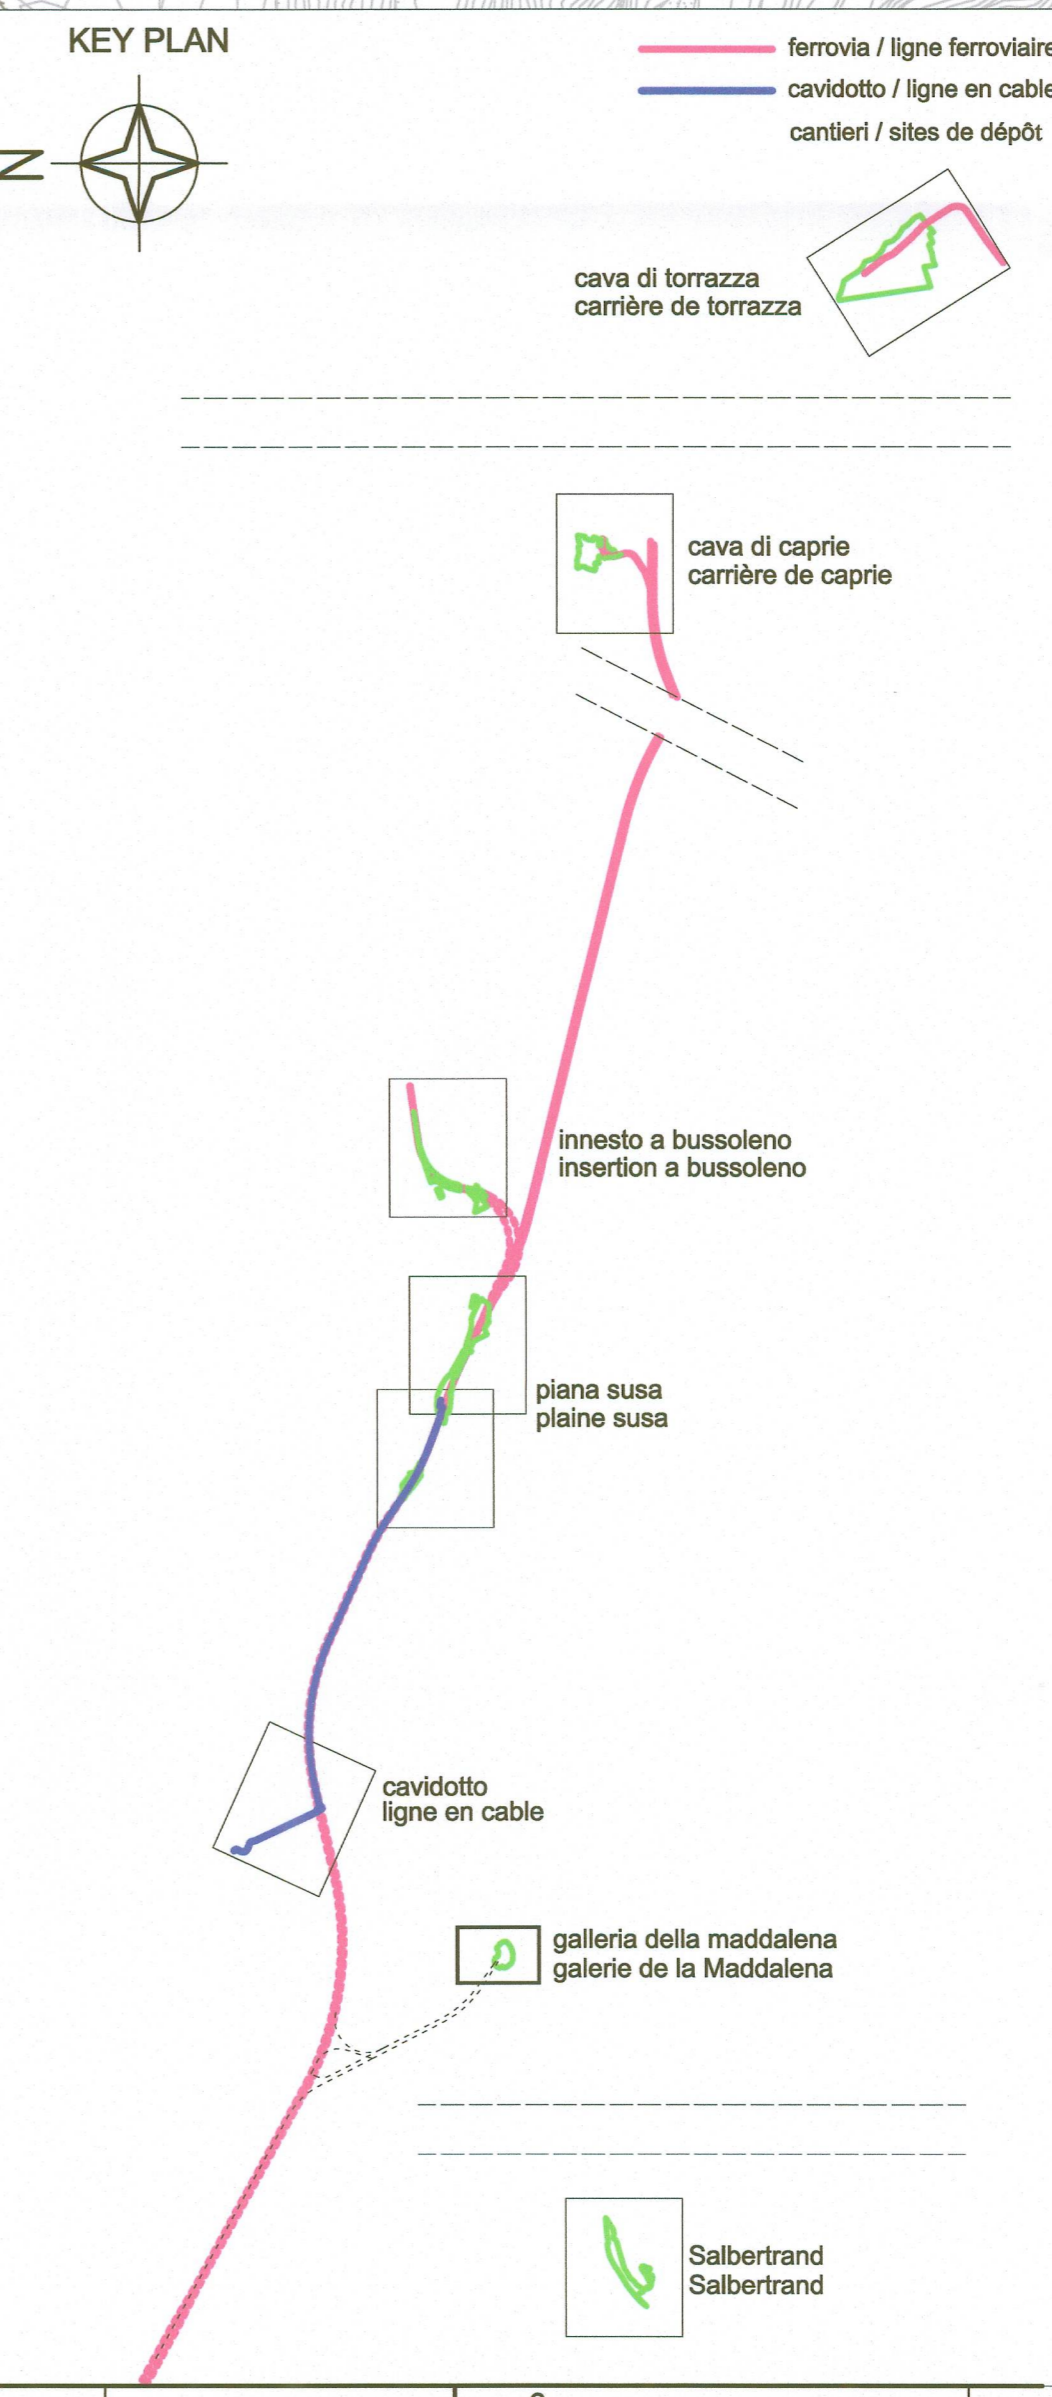 KEY PLAN
ferrovia / ligne ferroviaire
cavidotto / ligne en cable
cantieri / sites de dépôt
N
cava di torrazza
carrière de torrazza
cava di caprie
carrière de caprie
innesto a bussoleno
insertion a bussoleno
piana susa
plaine susa
cavidotto
ligne en cable
galleria della maddalena
galerie de la Maddalena
Salbertrand
Salbertrand